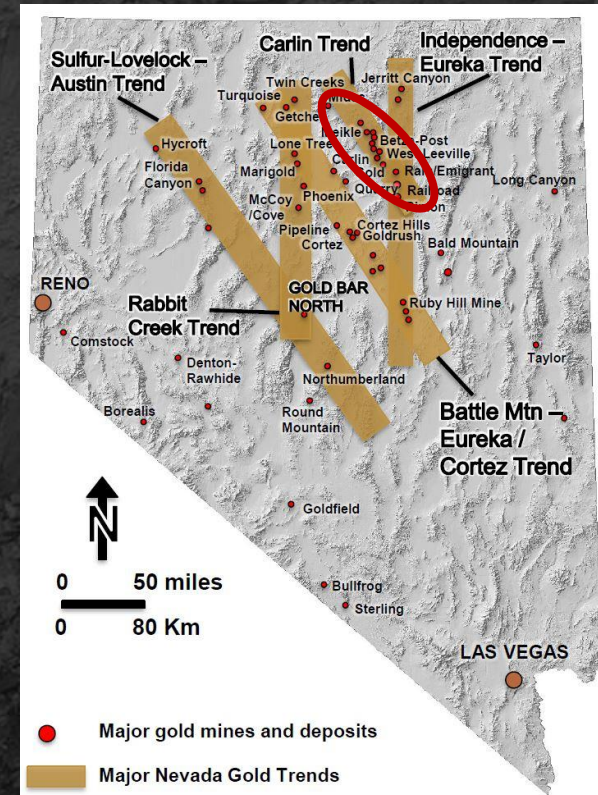 Sulfur-Lovelock –
Austin Trend
Carlin Trend
Independence –
Eureka Trend
Twin Creeks
Jerritt Canyon
Turquoise
Getchell
Meikle
Betze-Post
Hycroft
Lone Tree
West Leeville
Florida
Canyon
Carlin
Gold
Quarry
Rain/Emigrant
Marigold
Railroad
Long Canyon
Phoenix
McCoy
/Cove
Pinion
Pipeline
Cortez Hills
Cortez
Goldrush
Bald Mountain
RENO
GOLD BAR
NORTH
Rabbit
Creek Trend
Ruby Hill Mine
Comstock
Denton-
Rawhide
Northumberland
Taylor
Borealis
Round
Mountain
Battle Mtn –
Eureka /
Cortez Trend
N
Goldfield
0 50 miles
0 80 Km
Bullfrog
Sterling
LAS VEGAS
Major gold mines and deposits
Major Nevada Gold Trends